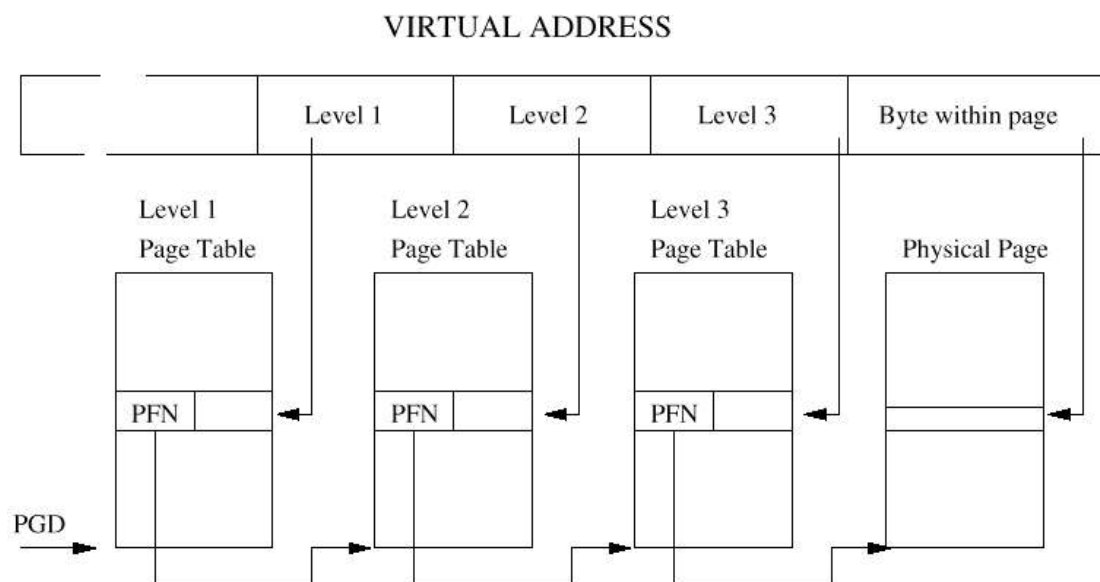 VIRTUAL ADDRESS
Level 1
Level 2
Level 3
Byte within page
Level 1
Page Table
Level 2
Page Table
Level 3
Page Table
Physical Page
PFN
PFN
PFN
PGD